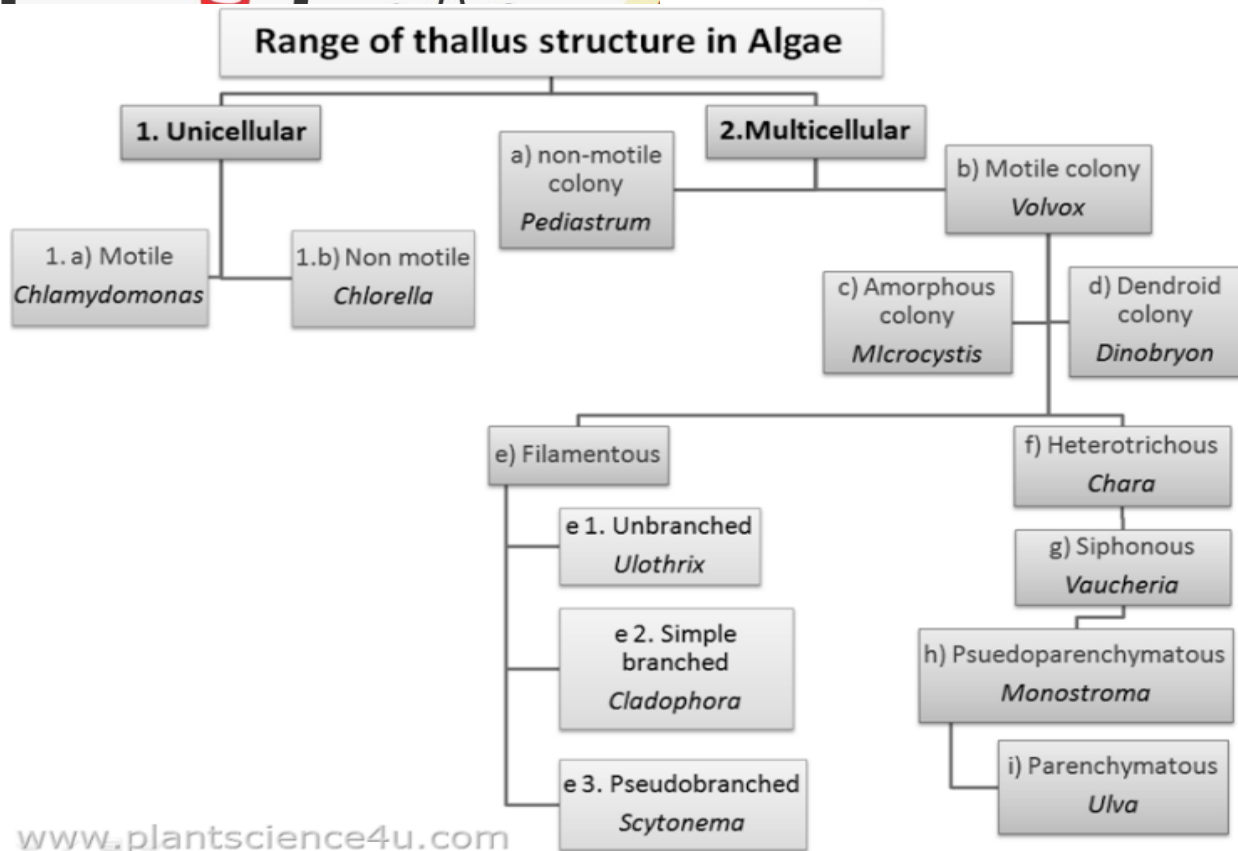 Range of thallus structure in Algae
1. Unicellular
2.Multicellular
a) non-motile
colony
Pediastrum
b) Motile colony
Volvox
1. a) Motile
Chlamydomonas
1.b) Non motile
Chlorella
c) Amorphous
colony
MIcrocystis
d) Dendroid
colony
Dinobryon
e) Filamentous
f) Heterotrichous
Chara
e 1. Unbranched
Ulothrix
g) Siphonous
Vaucheria
e 2. Simple
branched
Cladophora
h) Psuedoparenchymatous
Monostroma
e 3. Pseudobranched
Scytonema
i) Parenchymatous
Ulva
www.plantscience4u.com